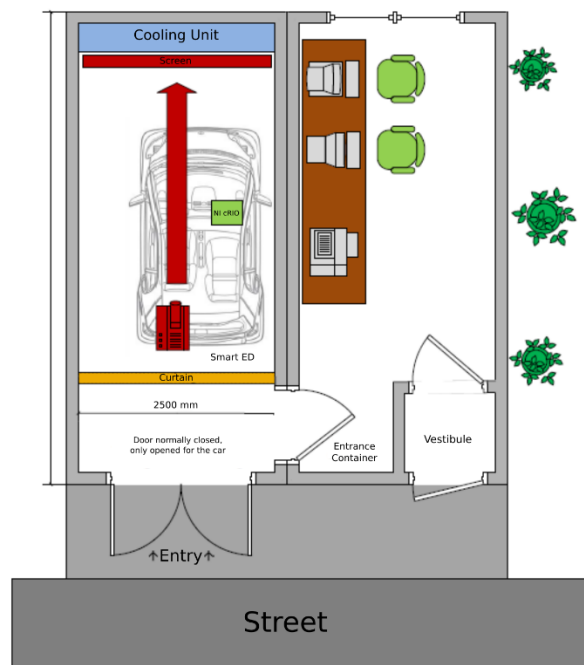 Cooling Unit
Screen
NI cRIO
Smart ED
Curtain
2500 mm
Door normally closed,
only opened for the car
Entrance
Container
Vestibule
Entry
Street